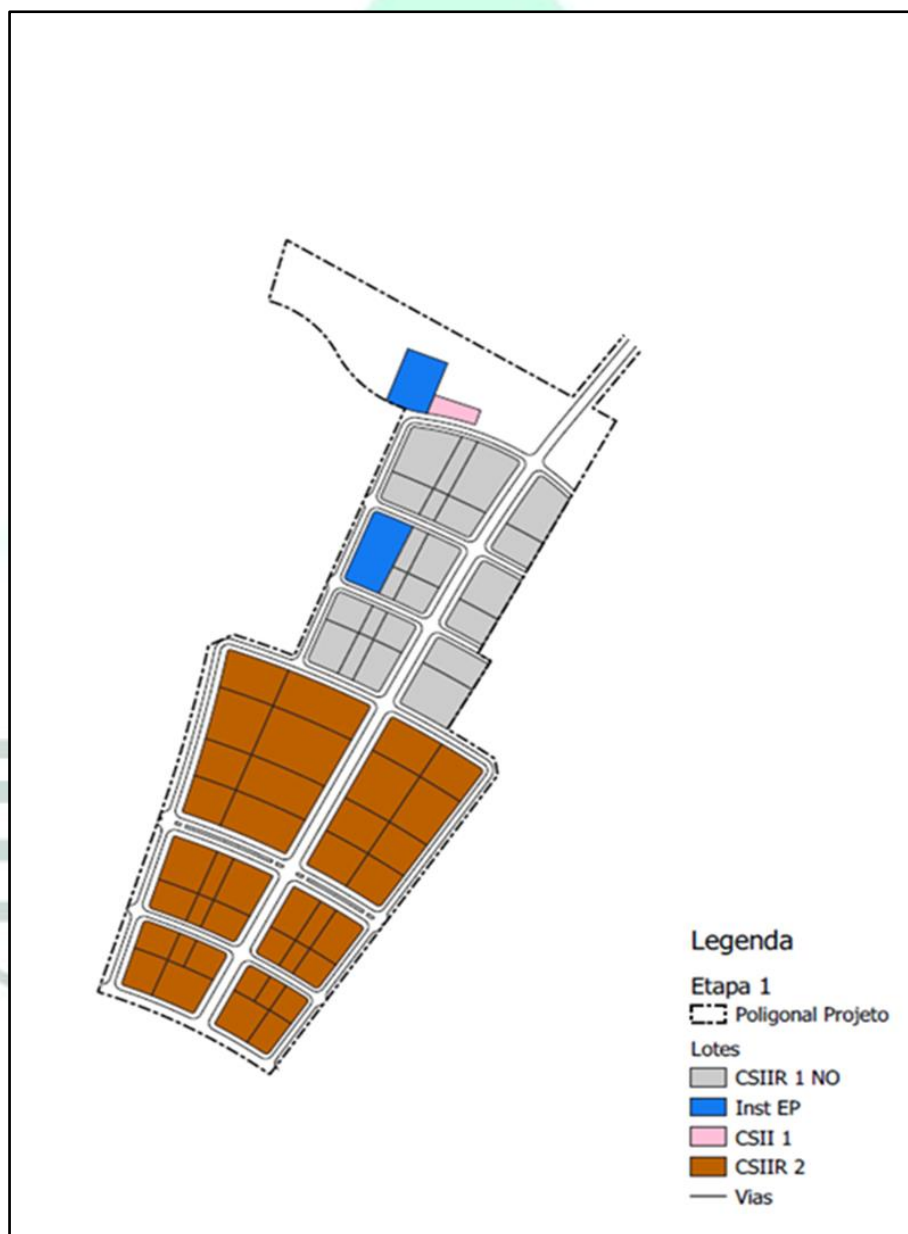 Legenda
Etapa 1
Poligonal Projeto
Lotes
CSIIR 1 NO
Inst EP
CSII 1
CSIIR 2
Vias